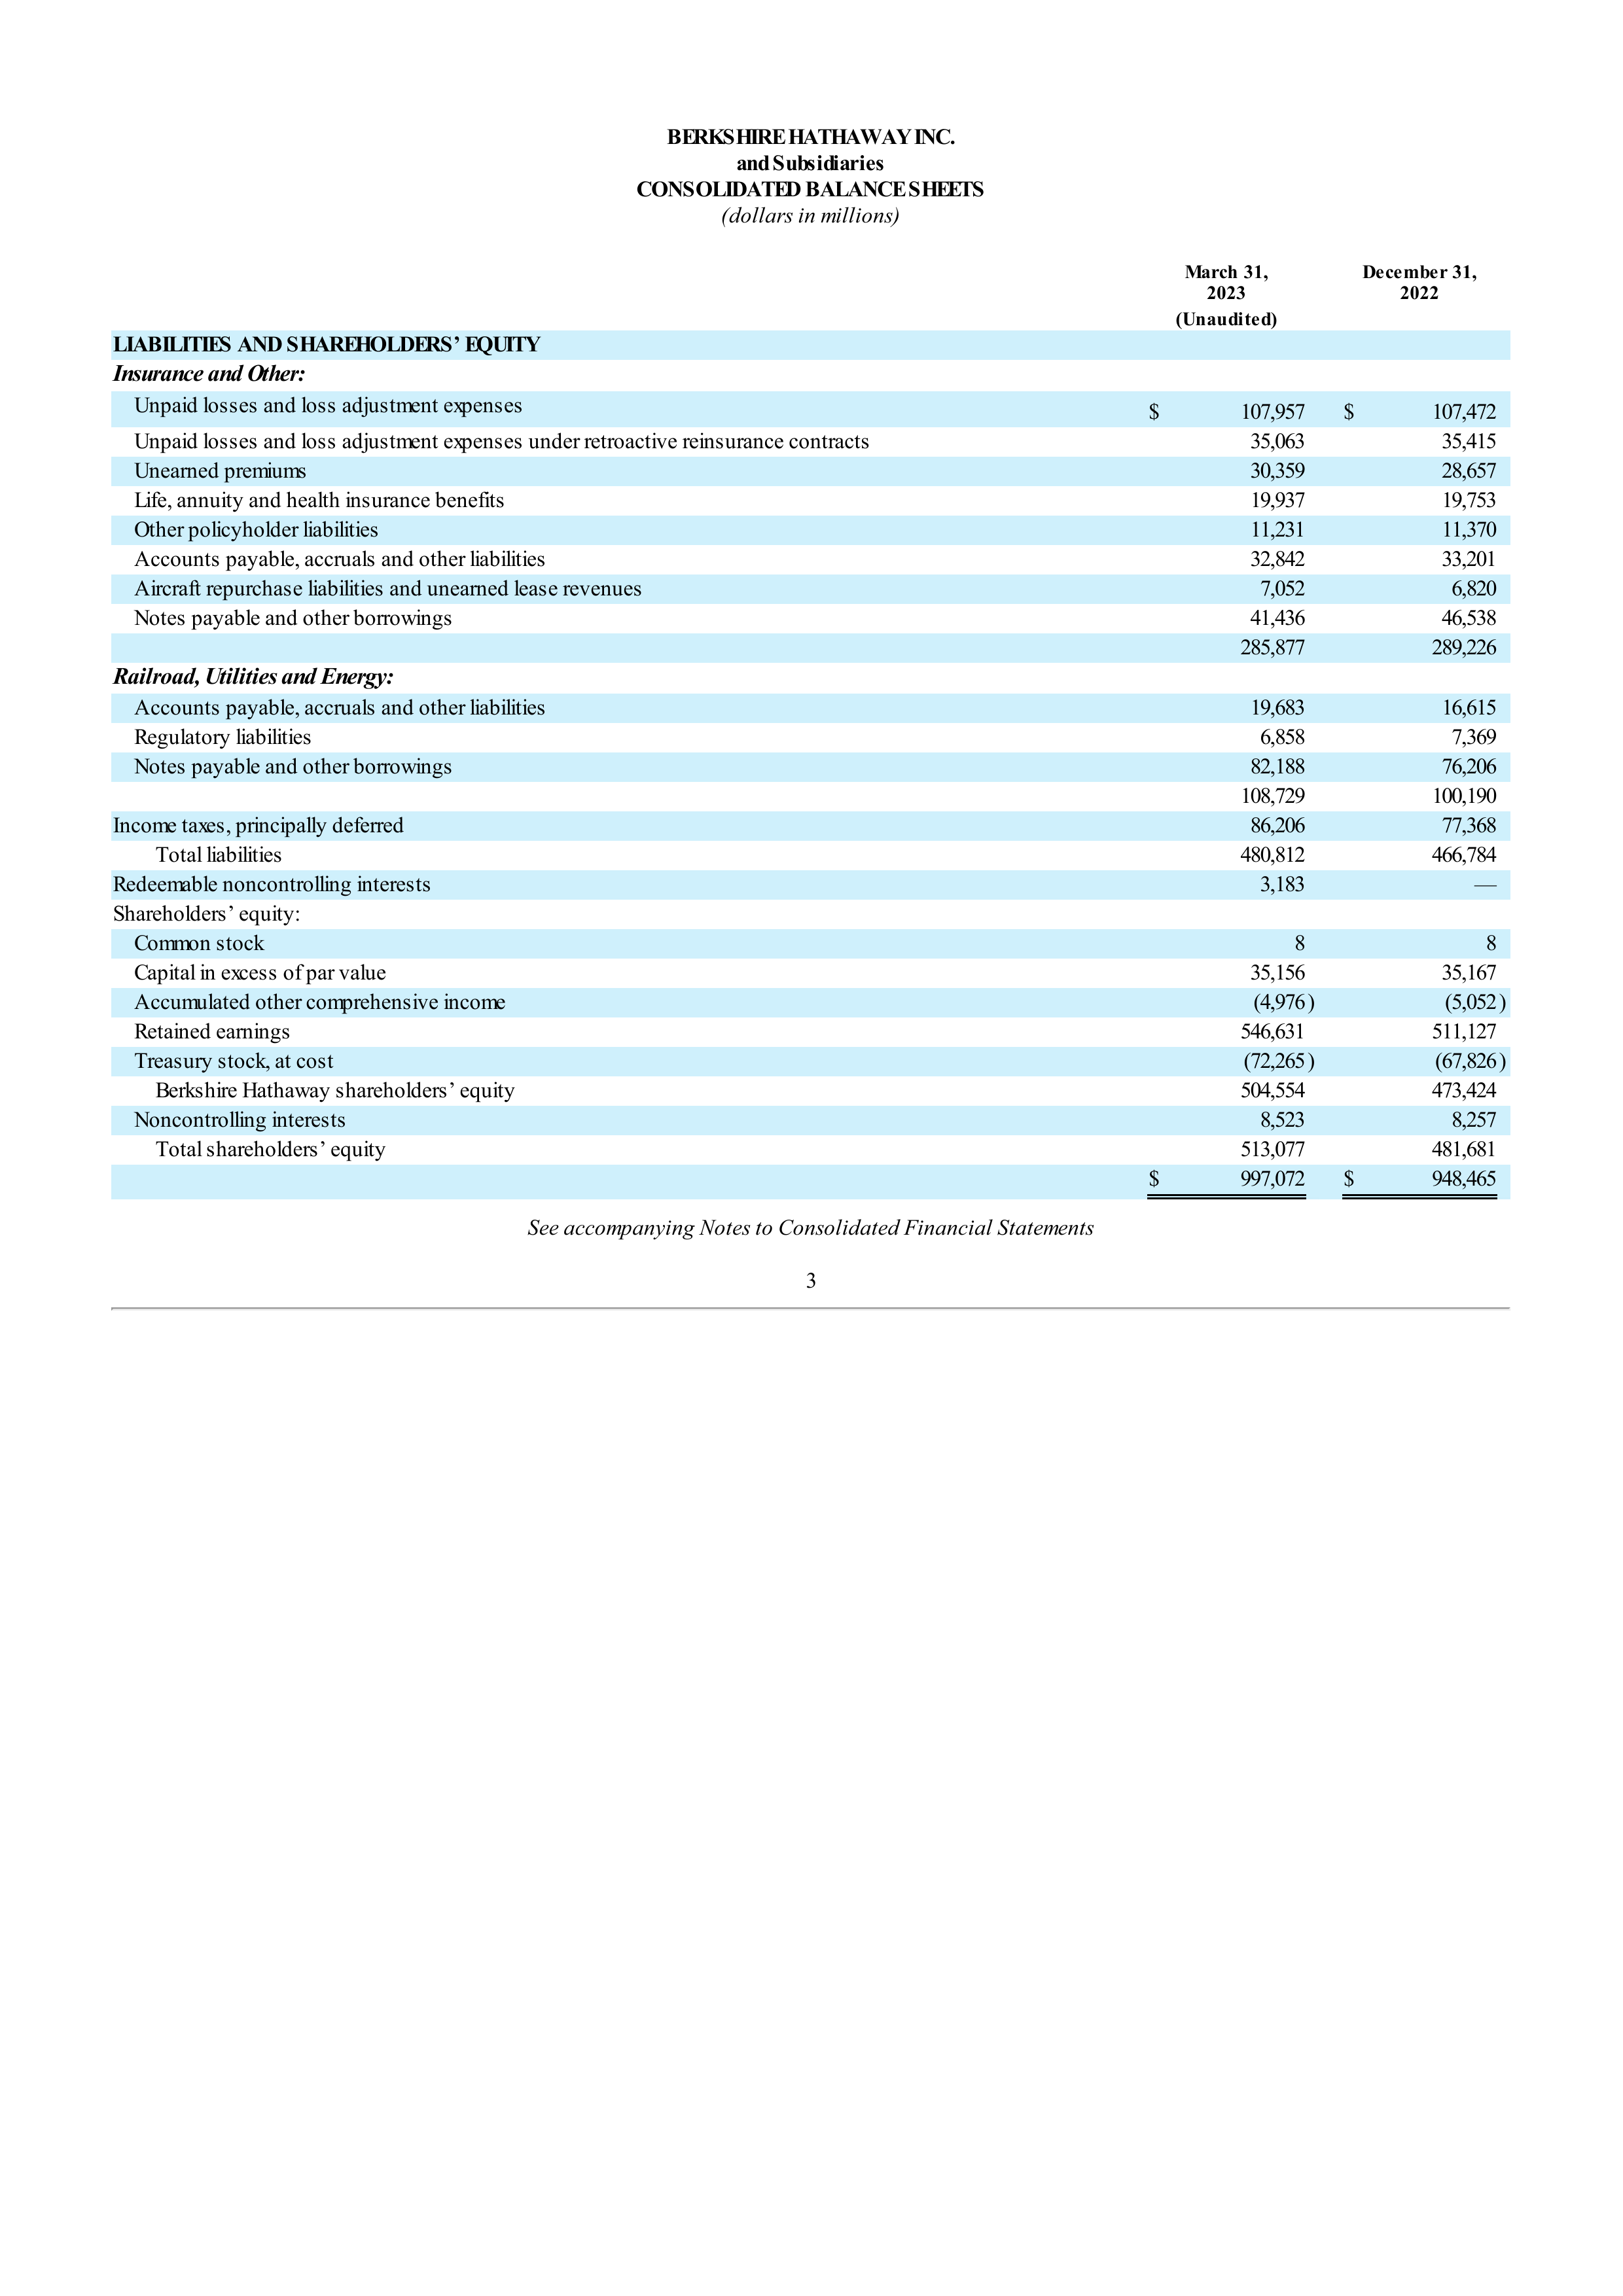 BERKSHIRE HATHAWAY INC.
and Subsidiaries
CONSOLIDATED BALANCE SHEETS
(dollars in millions)
March 31, 2023 (Unaudited) December 31, 2022
LIABILITIES AND SHAREHOLDERS’ EQUITY
Insurance and Other:
Unpaid losses and loss adjustment expenses $ 107,957 $ 107,472
Unpaid losses and loss adjustment expenses under retroactive reinsurance contracts 35,063 35,415
Unearned premiums 30,359 28,657
Life, annuity and health insurance benefits 19,937 19,753
Other policyholder liabilities 11,231 11,370
Accounts payable, accruals and other liabilities 32,842 33,201
Aircraft repurchase liabilities and unearned lease revenues 7,052 6,820
Notes payable and other borrowings 41,436 46,538
285,877 289,226
Railroad, Utilities and Energy:
Accounts payable, accruals and other liabilities 19,683 16,615
Regulatory liabilities 6,858 7,369
Notes payable and other borrowings 82,188 76,206
108,729 100,190
Income taxes, principally deferred 86,206 77,368
Total liabilities 480,812 466,784
Redeemable noncontrolling interests 3,183 —
Shareholders’ equity:
Common stock 8 8
Capital in excess of par value 35,156 35,167
Accumulated other comprehensive income (4,976) (5,052)
Retained earnings 546,631 511,127
Treasury stock, at cost (72,265) (67,826)
Berkshire Hathaway shareholders’ equity 504,554 473,424
Noncontrolling interests 8,523 8,257
Total shareholders’ equity 513,077 481,681
$ 997,072 $ 948,465
See accompanying Notes to Consolidated Financial Statements
3